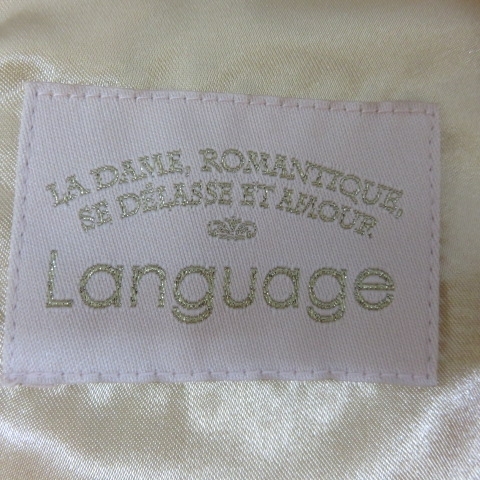 LA DAME, ROMANTIQUE,
SE DÉLASSE ET AMOUR.
Language